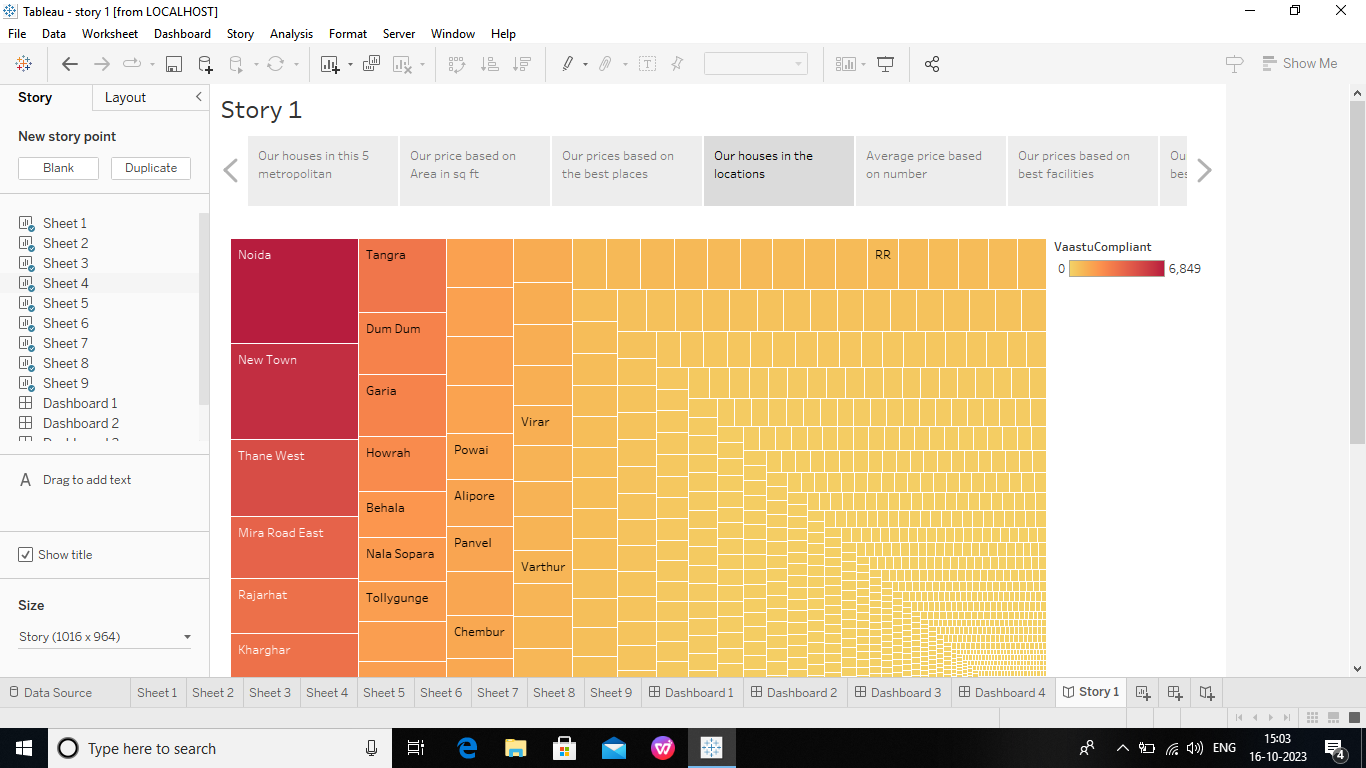 Tableau - story 1 [from LOCALHOST]
File Data Worksheet Dashboard Story Analysis Format Server Window Help
Show Me
Story Layout
New story point
Blank Duplicate
Sheet 1
Sheet 2
Sheet 3
Sheet 4
Sheet 5
Sheet 6
Sheet 7
Sheet 8
Sheet 9
Dashboard 1
Dashboard 2
A Drag to add text
Show title
Size
Story (1016 x 964)
Story 1
Our houses in this 5
metropolitan
Our price based on
Area in sq ft
Our prices based on
the best places
Our houses in the
locations
Average price based
on number
Our prices based on
best facilities
Noida
New Town
Thane West
Mira Road East
Rajarhat
Kharghar
Tangra
Dum Dum
Garia
Howrah
Behala
Nala Sopara
Tollygunge
Powai
Alipore
Panvel
Chembur
Virar
Varthur
RR
VaastuCompliant
0 6,849
Data Source Sheet 1 Sheet 2 Sheet 3 Sheet 4 Sheet 5 Sheet 6 Sheet 7 Sheet 8 Sheet 9 Dashboard 1 Dashboard 2 Dashboard 3 Dashboard 4 Story 1
Type here to search
ENG
15:03
16-10-2023
4